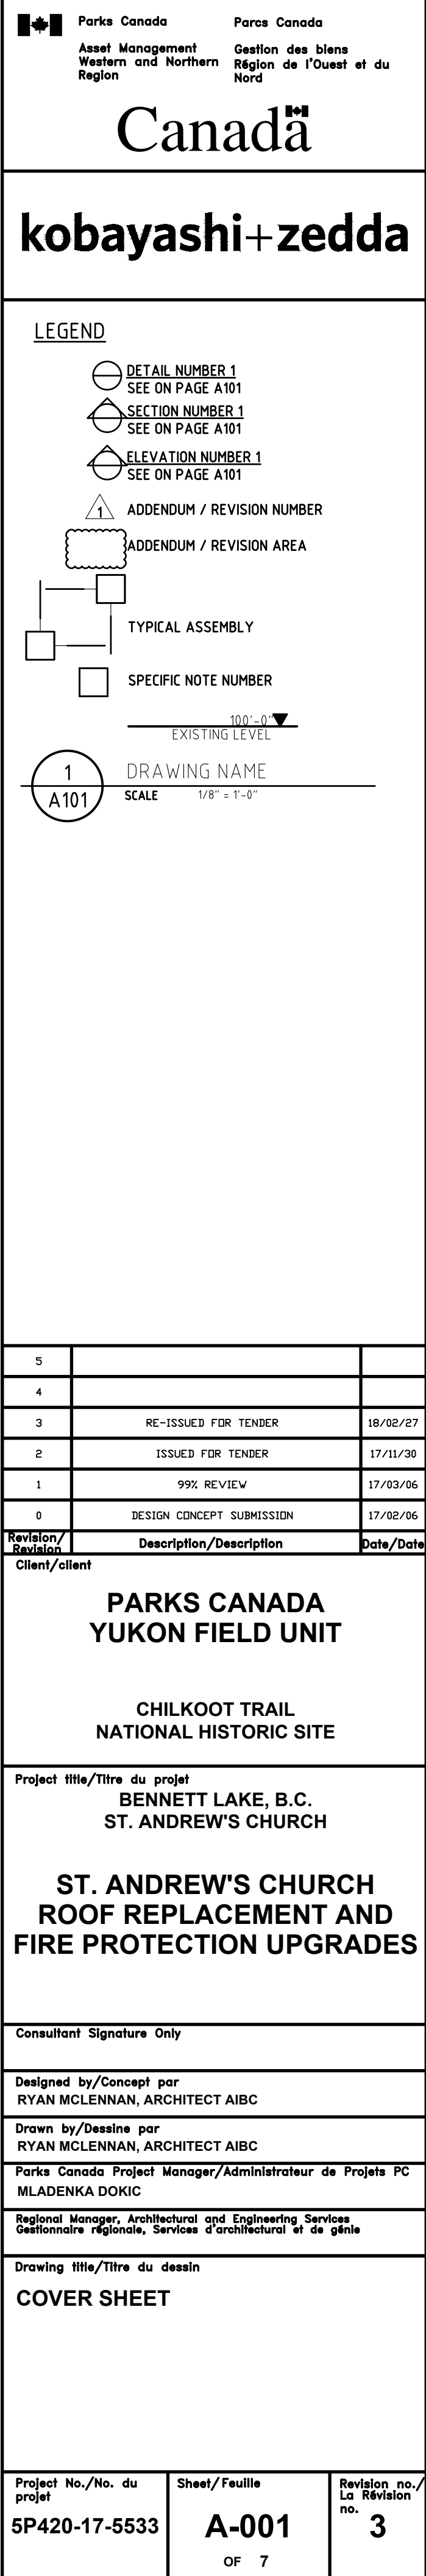 Parks Canada
Asset Management
Western and Northern
Region
Parcs Canada
Gestion des biens
Région de l'Ouest et du
Nord
Canada
kobayashi+zedda
LEGEND
DETAIL NUMBER 1
SEE ON PAGE A101
SECTION NUMBER 1
SEE ON PAGE A101
ELEVATION NUMBER 1
SEE ON PAGE A101
1 ADDENDUM / REVISION NUMBER
ADDENDUM / REVISION AREA
TYPICAL ASSEMBLY
SPECIFIC NOTE NUMBER
100'-0"
EXISTING LEVEL
1 DRAWING NAME
A101 SCALE 1/8" = 1'-0"
5
4
3 RE-ISSUED FOR TENDER 18/02/27
2 ISSUED FOR TENDER 17/11/30
1 99% REVIEW 17/03/06
0 DESIGN CONCEPT SUBMISSION 17/02/06
Revision/
Revision Description/Description Date/Date
Client/client
PARKS CANADA
YUKON FIELD UNIT
CHILKOOT TRAIL
NATIONAL HISTORIC SITE
Project title/Titre du projet
BENNETT LAKE, B.C.
ST. ANDREW'S CHURCH
ST. ANDREW'S CHURCH
ROOF REPLACEMENT AND
FIRE PROTECTION UPGRADES
Consultant Signature Only
Designed by/Concept par
RYAN MCLENNAN, ARCHITECT AIBC
Drawn by/Dessine par
RYAN MCLENNAN, ARCHITECT AIBC
Parks Canada Project Manager/Administrateur de Projets PC
MLADENKA DOKIC
Regional Manager, Architectural and Engineering Services
Gestionnaire régionale, Services d'architectural et de génie
Drawing title/Titre du dessin
COVER SHEET
Project No./No. du
projet
5P420-17-5533
Sheet/Feuille
A-001
OF 7
Revision no./
La Révision
no.
3